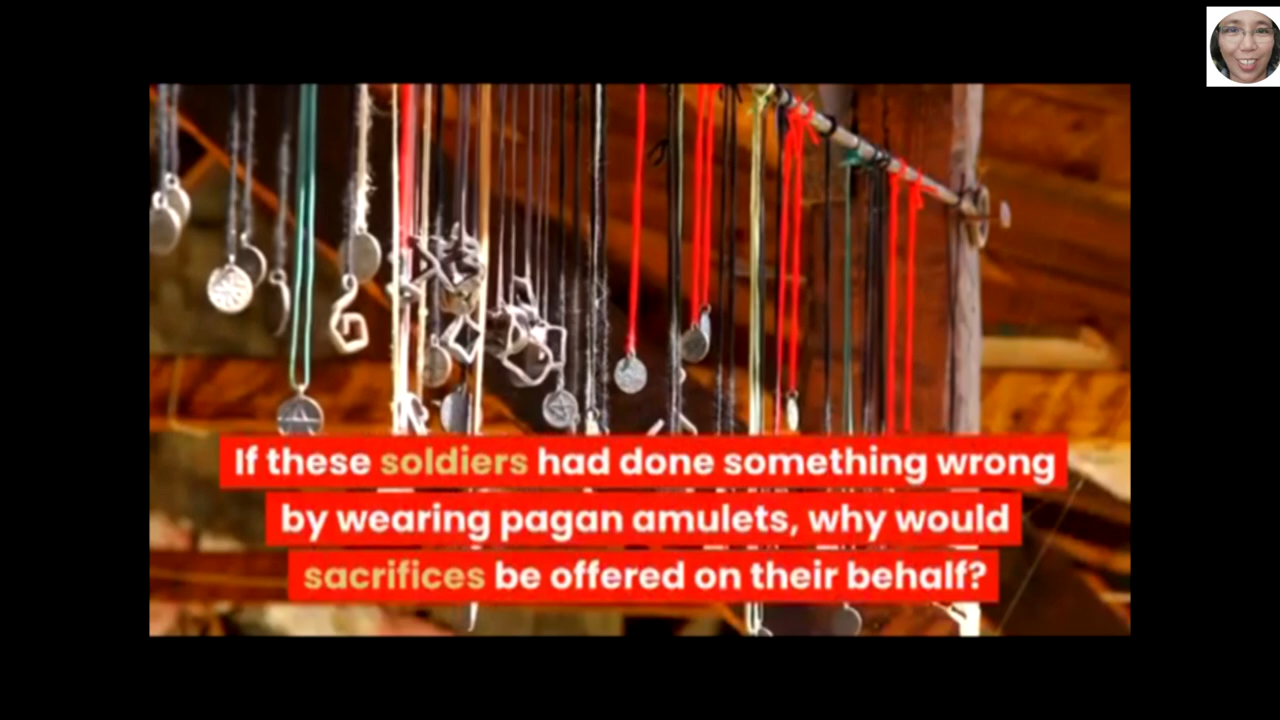 If these soldiers had done something wrong
by wearing pagan amulets, why would
sacrifices be offered on their behalf?